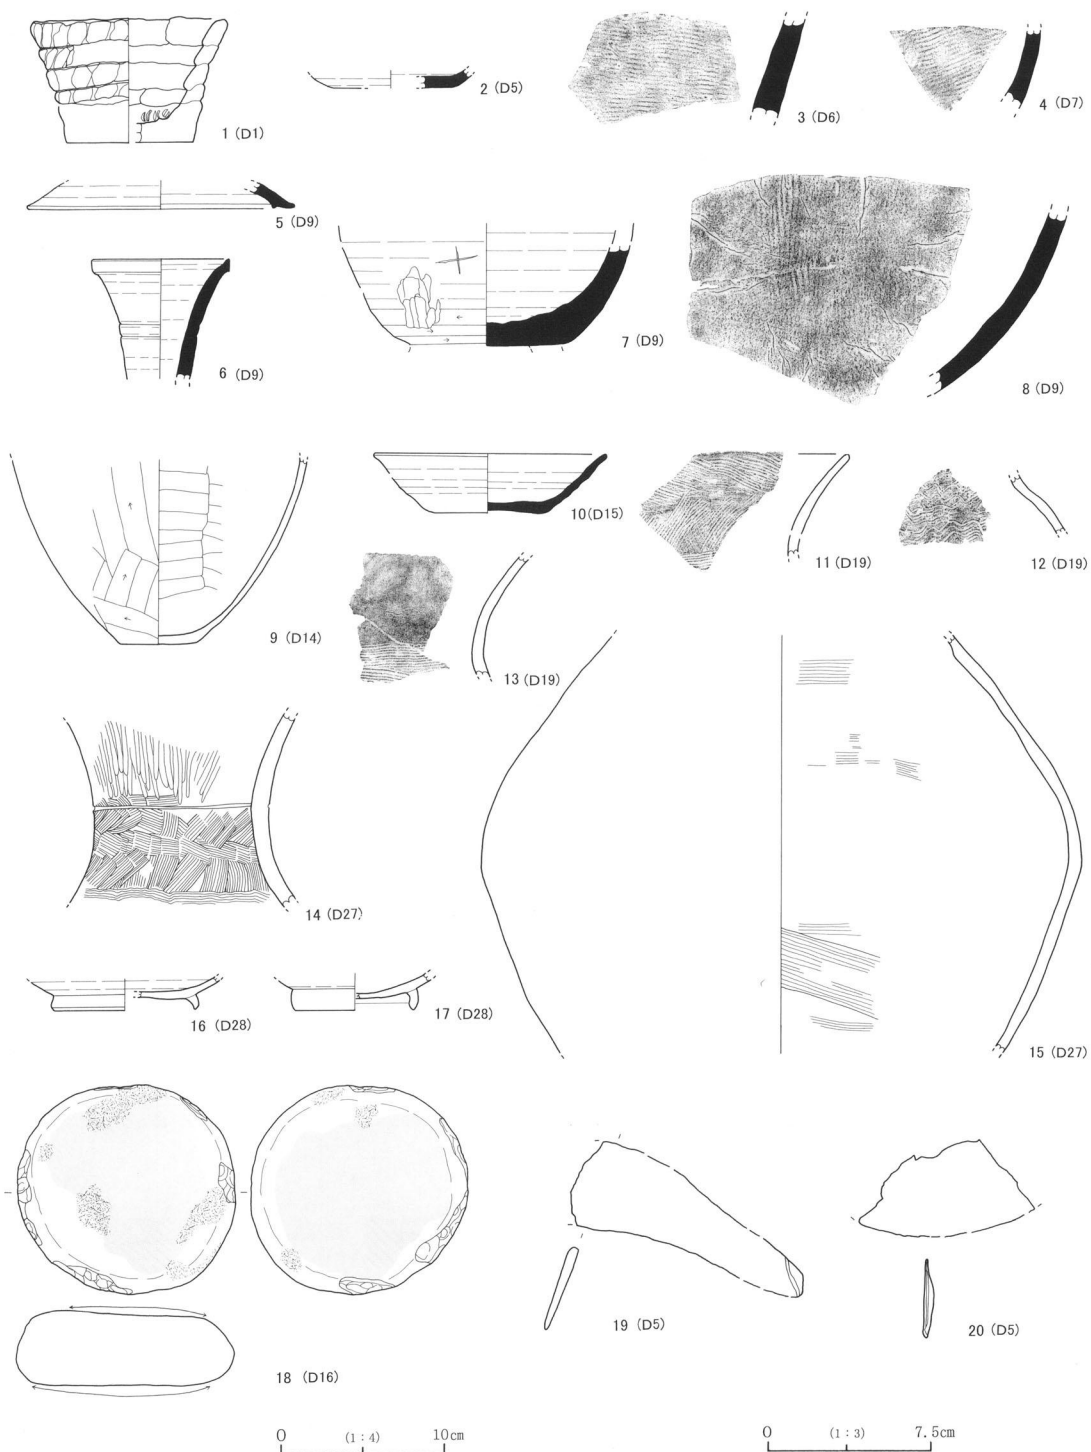 1 (D1)
2 (D5)
3 (D6)
4 (D7)
5 (D9)
6 (D9)
7 (D9)
8 (D9)
9 (D14)
10(D15)
11 (D19)
12 (D19)
13 (D19)
14 (D27)
15 (D27)
16 (D28)
17 (D28)
18 (D16)
19 (D5)
20 (D5)
0 (1:4) 10cm
0 (1:3) 7.5cm